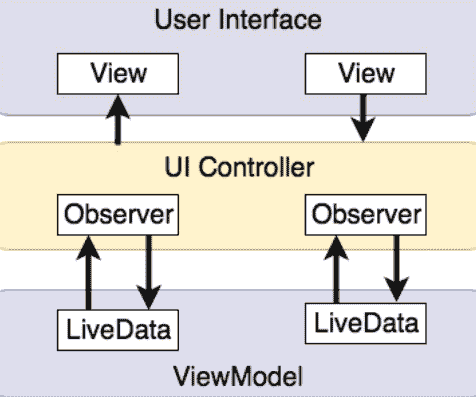 User Interface
View View
UI Controller
Observer Observer
LiveData LiveData
ViewModel